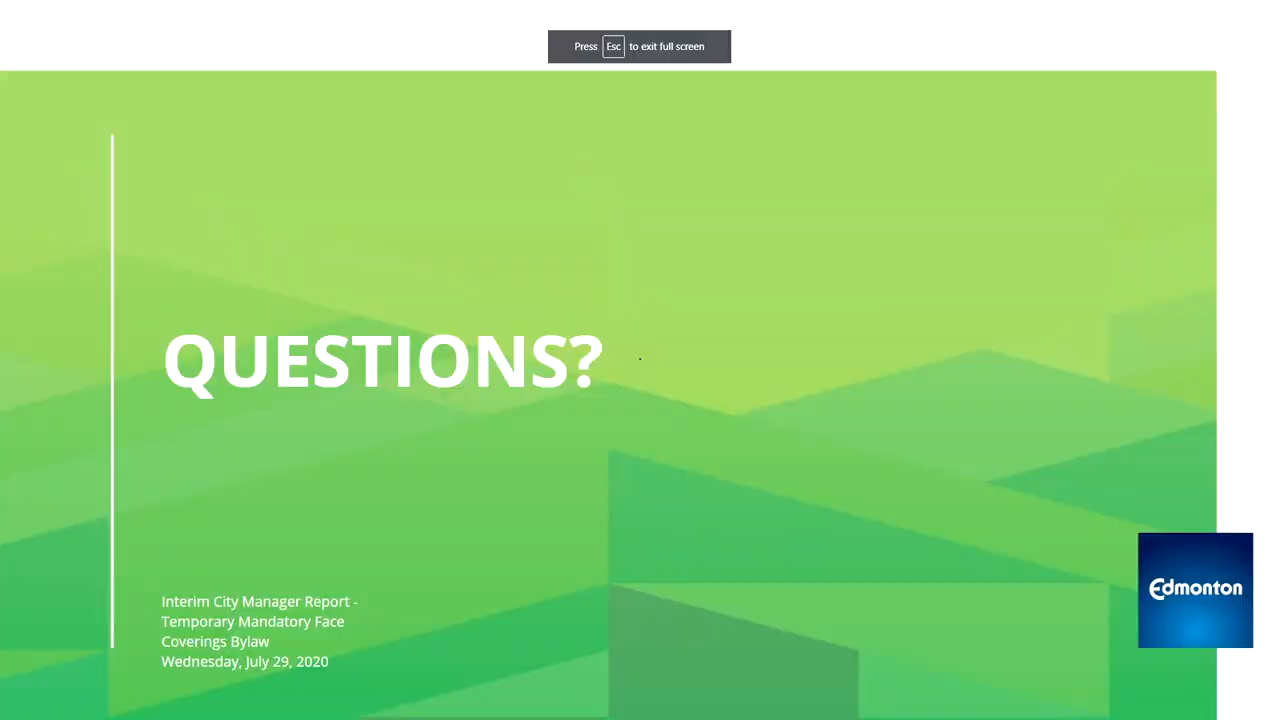 Press Esc to exit full screen
QUESTIONS?
Edmonton
Interim City Manager Report -
Temporary Mandatory Face
Coverings Bylaw
Wednesday, July 29, 2020